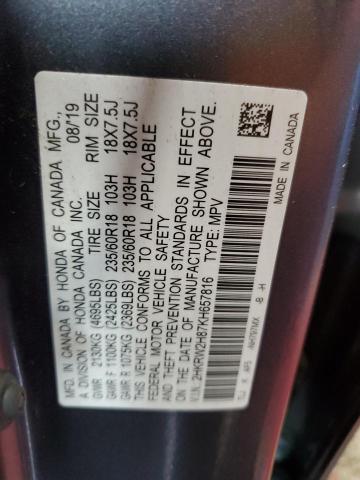 MFD. IN CANADA BY HONDA OF CANADA MFG.,
A DIVISION OF HONDA CANADA INC. 08/19
GVWR 2130KG (4695LBS) TIRE SIZE RIM SIZE
GAWR F 1100KG (2425LBS) 235/60R18 103H 18X7.5J
GAWR R 1075KG (2369LBS) 235/60R18 103H 18X7.5J
THIS VEHICLE CONFORMS TO ALL APPLICABLE
FEDERAL MOTOR VEHICLE SAFETY
AND THEFT PREVENTION STANDARDS IN EFFECT
ON THE DATE OF MANUFACTURE SHOWN ABOVE.
V.I.N. 2HKRW2H87KH657816 TYPE: MPV
MADE IN CANADA
TLJ X AP5 NH797MX -B -H